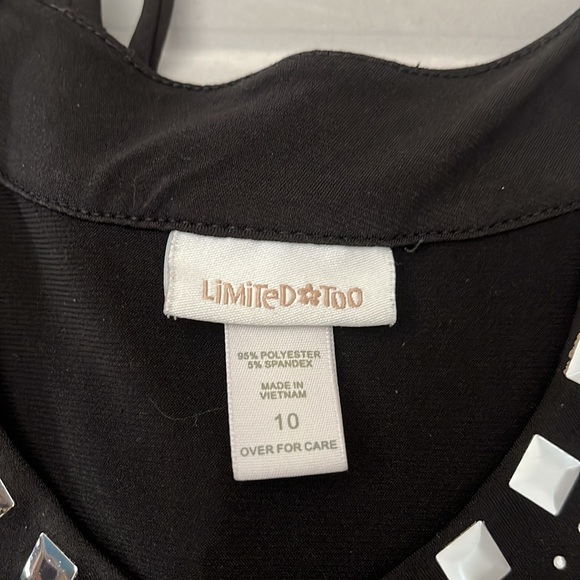 LiMiTeD TOO
95% POLYESTER
5% SPANDEX
MADE IN
VIETNAM
10
OVER FOR CARE